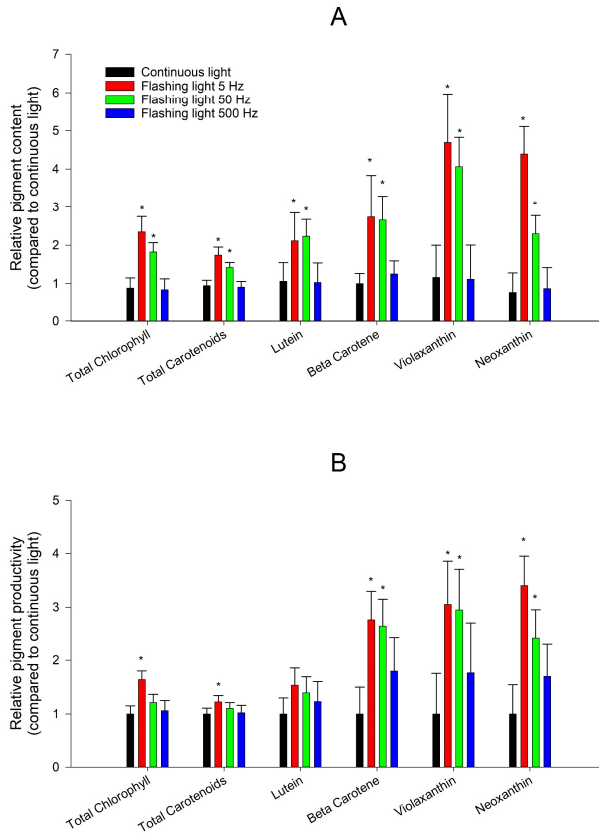 A
Relative pigment content
(compared to continuous light)
7
6
5
4
3
2
1
0
Continuous light
Flashing light 5 Hz
Flashing light 50 Hz
Flashing light 500 Hz
* * * * * * * * * * *
Total Chlorophyll
Total Carotenoids
Lutein
Beta Carotene
Violaxanthin
Neoxanthin
B
Relative pigment productivity
(compared to continuous light)
5
4
3
2
1
0
* * * * * * * *
Total Chlorophyll
Total Carotenoids
Lutein
Beta Carotene
Violaxanthin
Neoxanthin